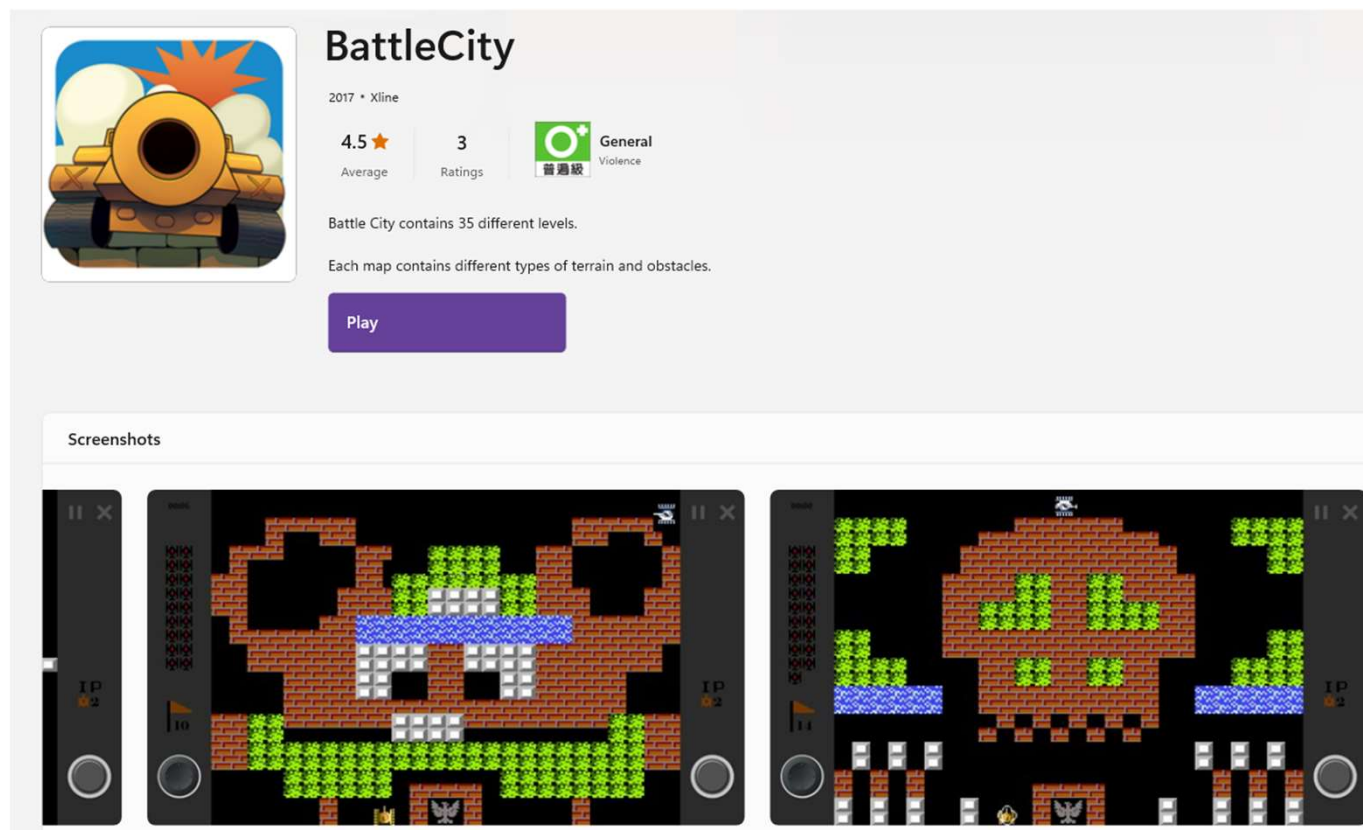 BattleCity
2017 • Xline
4.5
Average
3
Ratings
普遍級
General
Violence
Battle City contains 35 different levels.
Each map contains different types of terrain and obstacles.
Play
Screenshots
IP
2
10
IP
2
14
IP
2